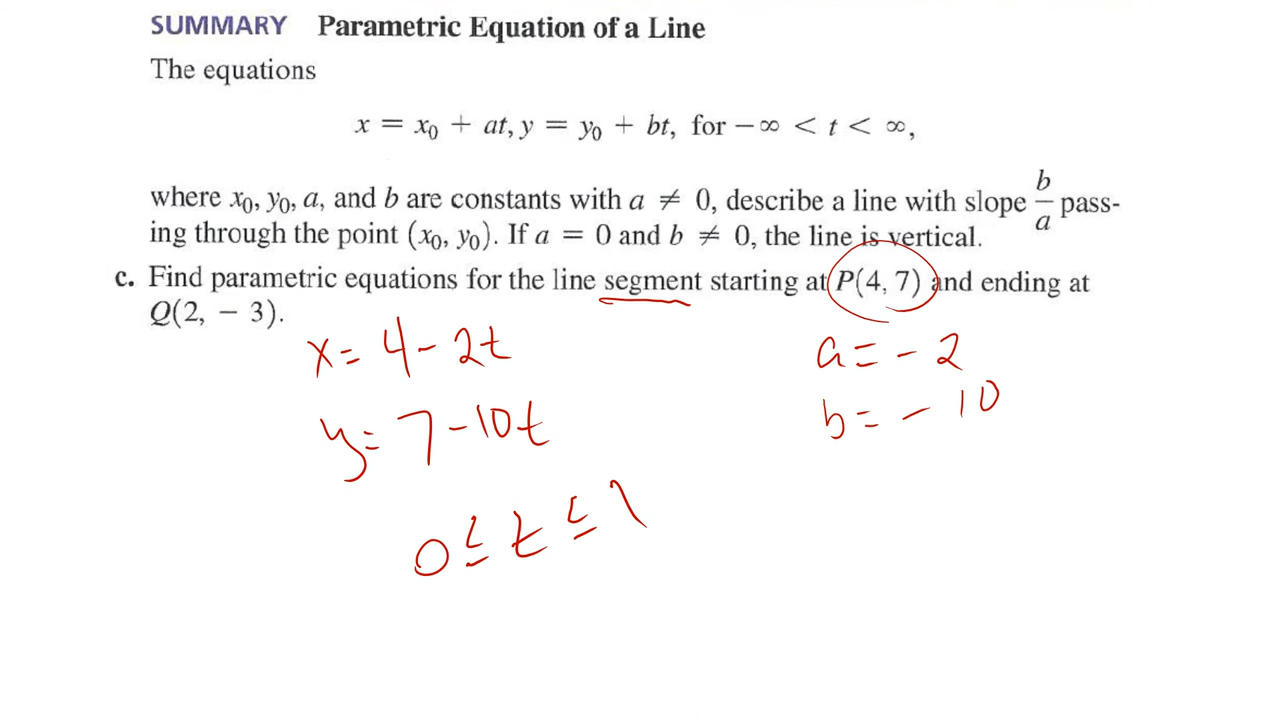 SUMMARY Parametric Equation of a Line
The equations
x = x₀ + at, y = y₀ + bt, for −∞ < t < ∞,
where x₀, y₀, a, and b are constants with a ≠ 0, describe a line with slope b/a pass-
ing through the point (x₀, y₀). If a = 0 and b ≠ 0, the line is vertical.
c. Find parametric equations for the line segment starting at P(4, 7) and ending at
Q(2, − 3).
x = 4 - 2t
y = 7 - 10t
0 ≤ t ≤ 1
a = - 2
b = - 10